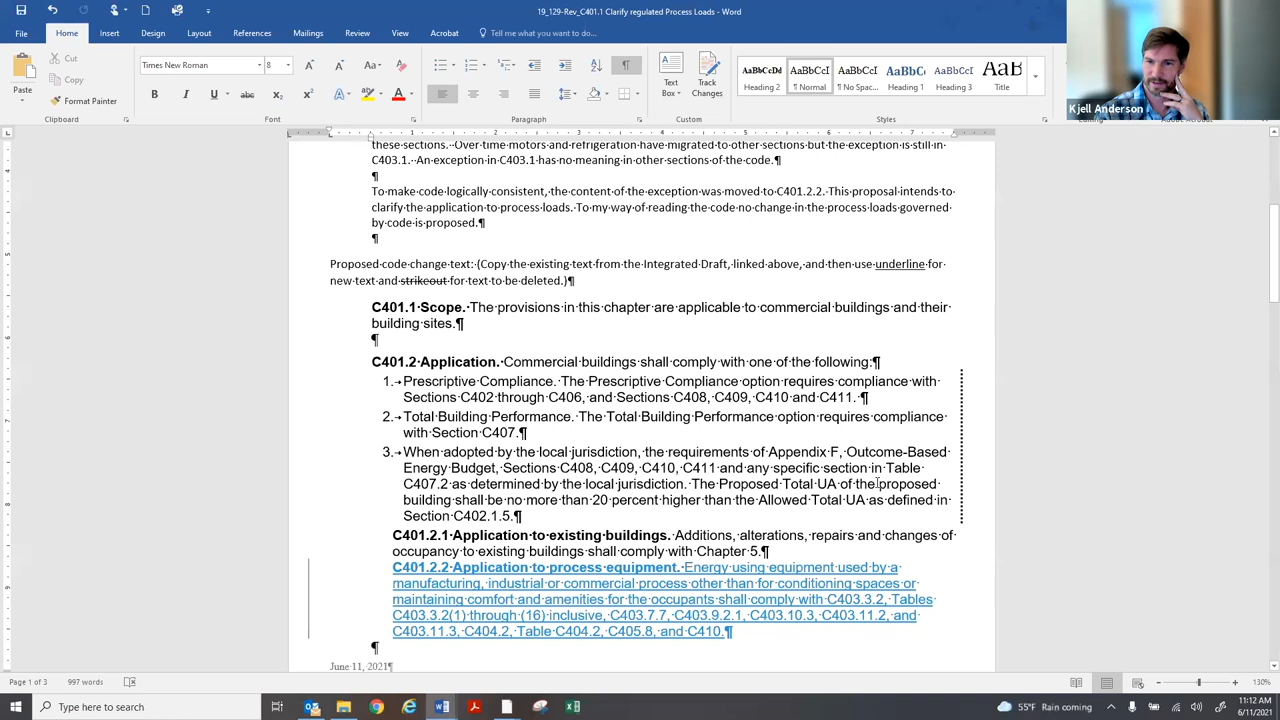 19_129-Rev_C401.1 Clarify regulated Process Loads - Word
File Home Insert Design Layout References Mailings Review View Acrobat Tell me what you want to do...
Cut
Copy
Format Painter
Paste
Clipboard
Times New Roman 8
Font
Paragraph
Text Box
Track Changes
Custom
AaBbCcDd AaBbCcI AaBbCcI AaBbC AaBbCcI AaB
Heading 2 ¶ Normal ¶ No Spac... Heading 1 Heading 3 Title
Styles
Kjell Anderson
these sections. Over time motors and refrigeration have migrated to other sections but the exception is still in
C403.1. An exception in C403.1 has no meaning in other sections of the code.¶
¶
To make code logically consistent, the content of the exception was moved to C401.2.2. This proposal intends to
clarify the application to process loads. To my way of reading the code no change in the process loads governed
by code is proposed.¶
¶
Proposed code change text: (Copy the existing text from the Integrated Draft, linked above, and then use underline for
new text and strikeout for text to be deleted.)¶
C401.1 Scope. The provisions in this chapter are applicable to commercial buildings and their
building sites.¶
¶
C401.2 Application. Commercial buildings shall comply with one of the following:¶
1. Prescriptive Compliance. The Prescriptive Compliance option requires compliance with
Sections C402 through C406, and Sections C408, C409, C410 and C411. ¶
2. Total Building Performance. The Total Building Performance option requires compliance
with Section C407.¶
3. When adopted by the local jurisdiction, the requirements of Appendix F, Outcome-Based
Energy Budget, Sections C408, C409, C410, C411 and any specific section in Table
C407.2 as determined by the local jurisdiction. The Proposed Total UA of the proposed
building shall be no more than 20 percent higher than the Allowed Total UA as defined in
Section C402.1.5.¶
C401.2.1 Application to existing buildings. Additions, alterations, repairs and changes of
occupancy to existing buildings shall comply with Chapter 5.¶
C401.2.2 Application to process equipment. Energy using equipment used by a
manufacturing, industrial or commercial process other than for conditioning spaces or
maintaining comfort and amenities for the occupants shall comply with C403.3.2, Tables
C403.3.2(1) through (16) inclusive, C403.7.7, C403.9.2.1, C403.10.3, C403.11.2, and
C403.11.3, C404.2, Table C404.2, C405.8, and C410.¶
¶
June 11, 2021¶
Page 1 of 3 997 words 130%
Type here to search
55°F Rain coming
11:12 AM
6/11/2021